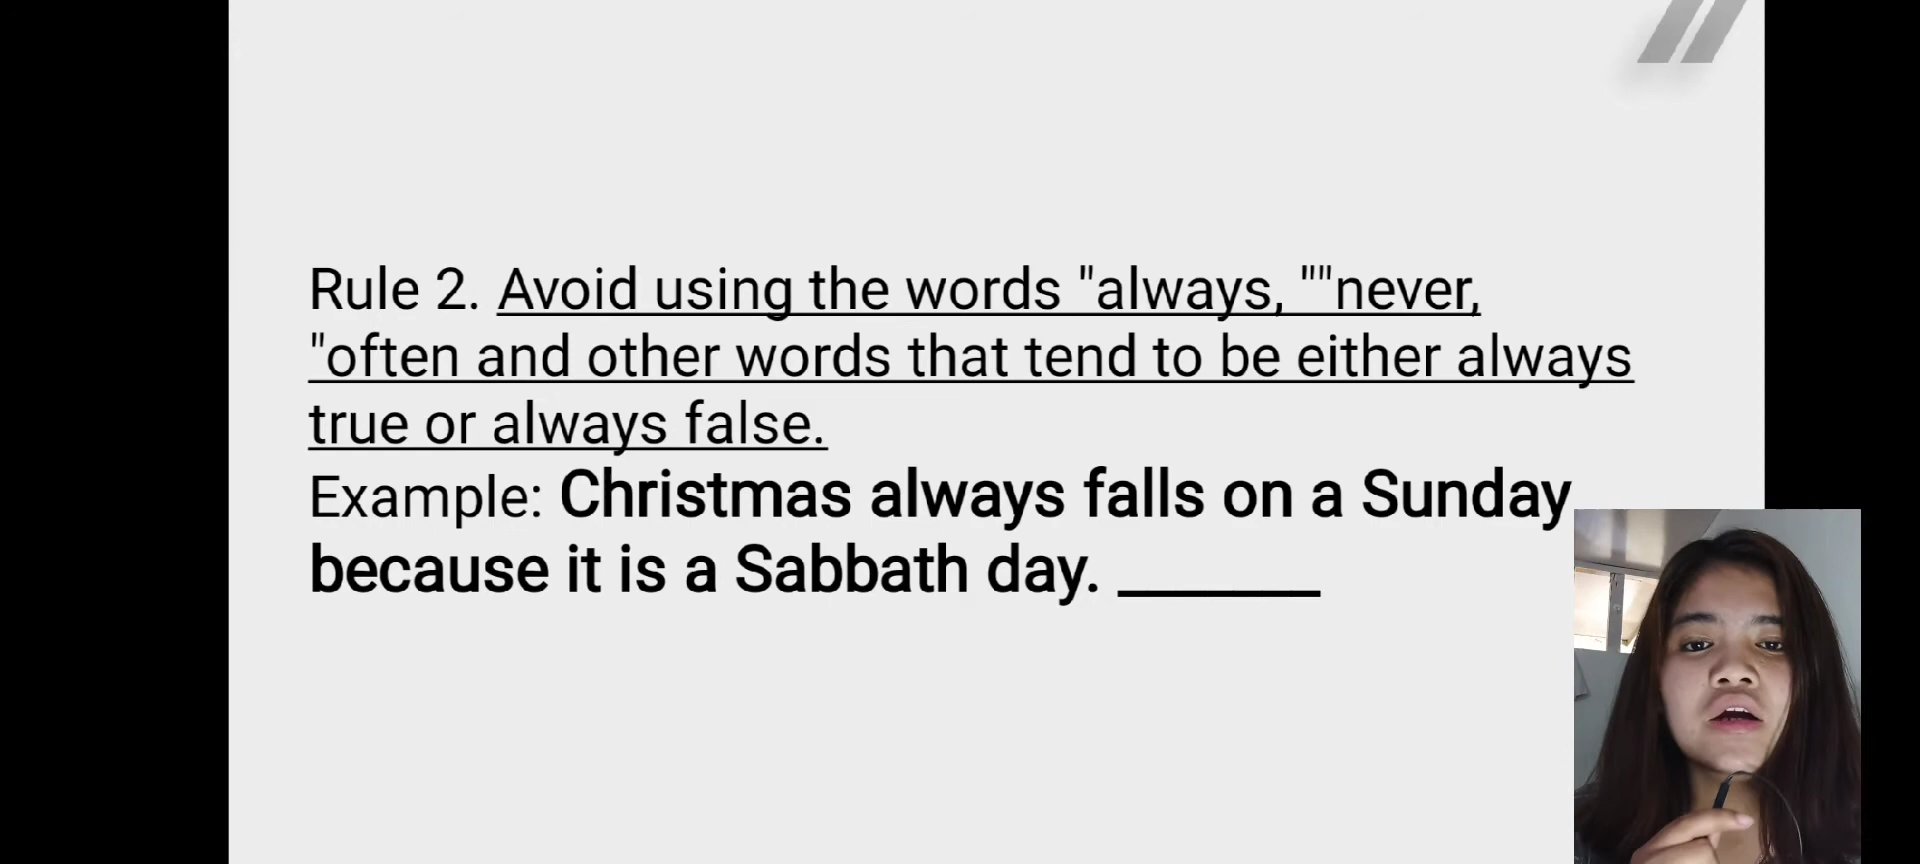 Rule 2. Avoid using the words "always, ""never,
"often and other words that tend to be either always
true or always false.
Example: Christmas always falls on a Sunday
because it is a Sabbath day. _______